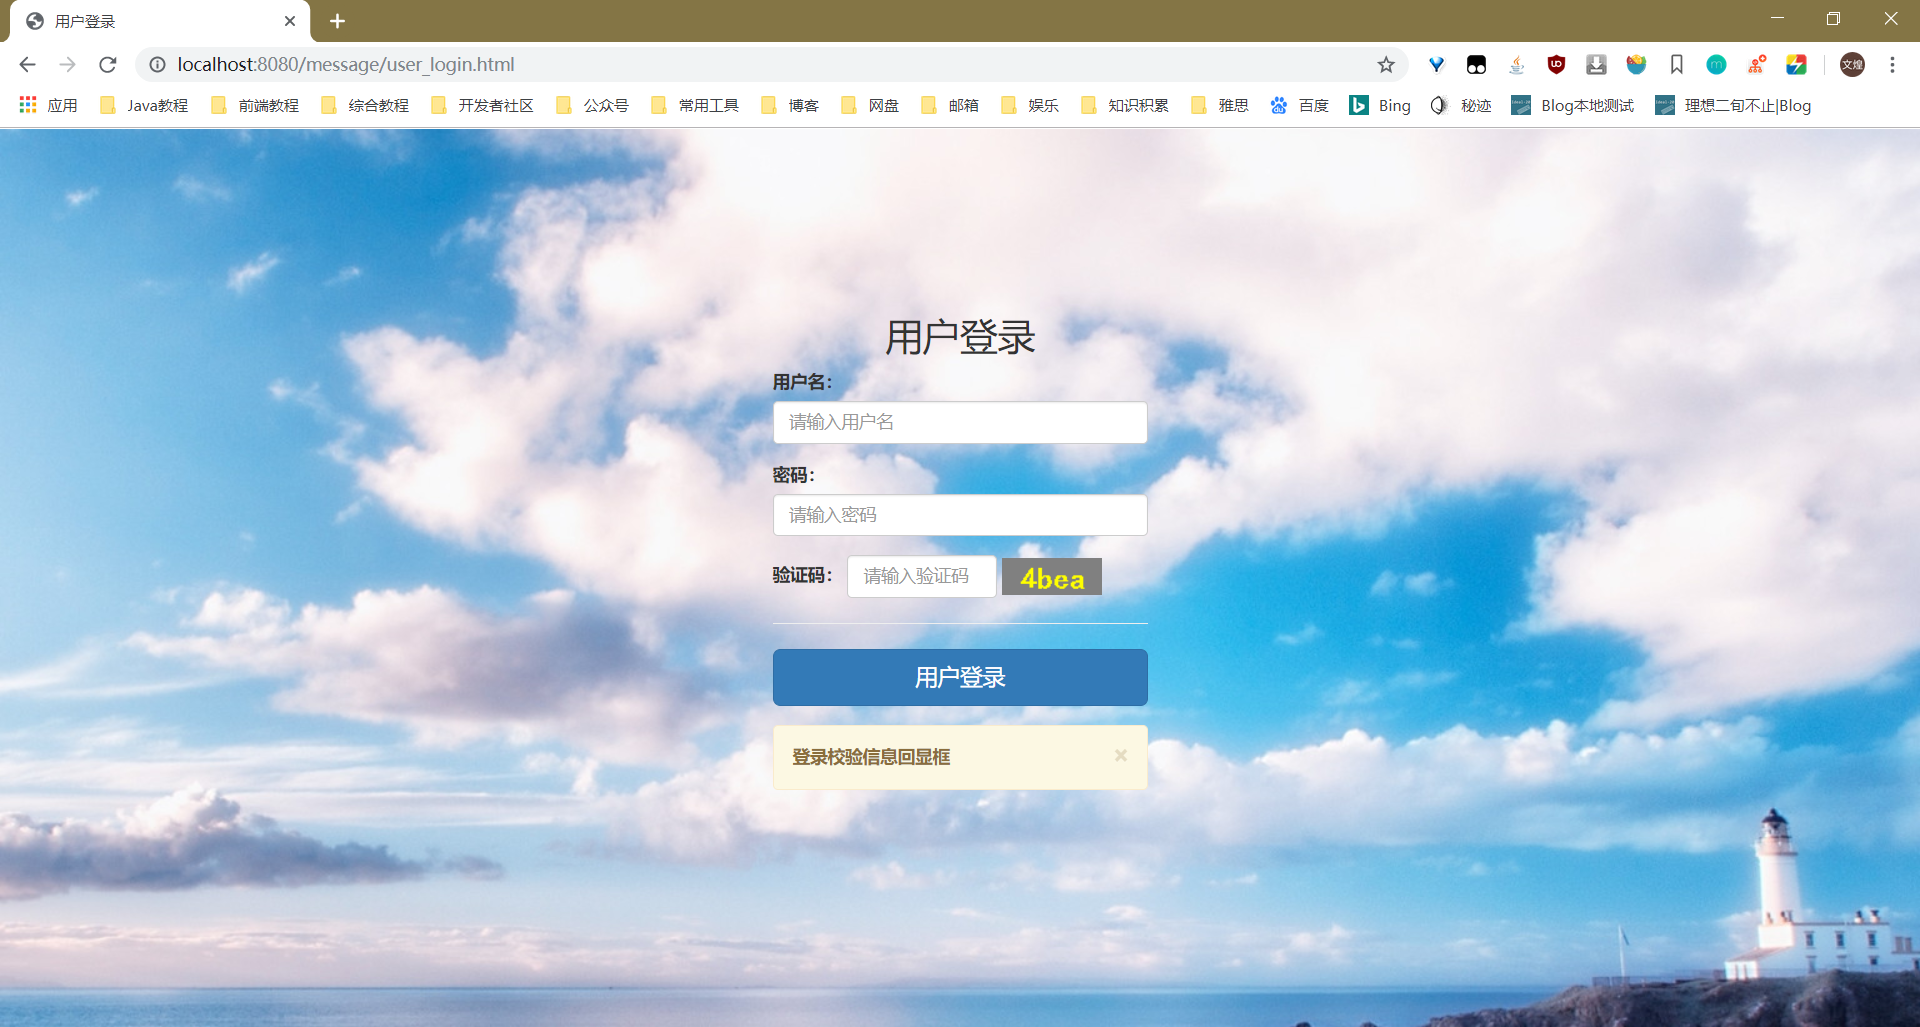 用户登录
localhost:8080/message/user_login.html
文煌
应用 Java教程 前端教程 综合教程 开发者社区 公众号 常用工具 博客 网盘 邮箱 娱乐 知识积累 雅思 百度 Bing 秘迹 Blog本地测试 理想二旬不止|Blog
用户登录
用户名：
请输入用户名
密码：
请输入密码
验证码： 请输入验证码 4bea
用户登录
登录校验信息回显框 ×